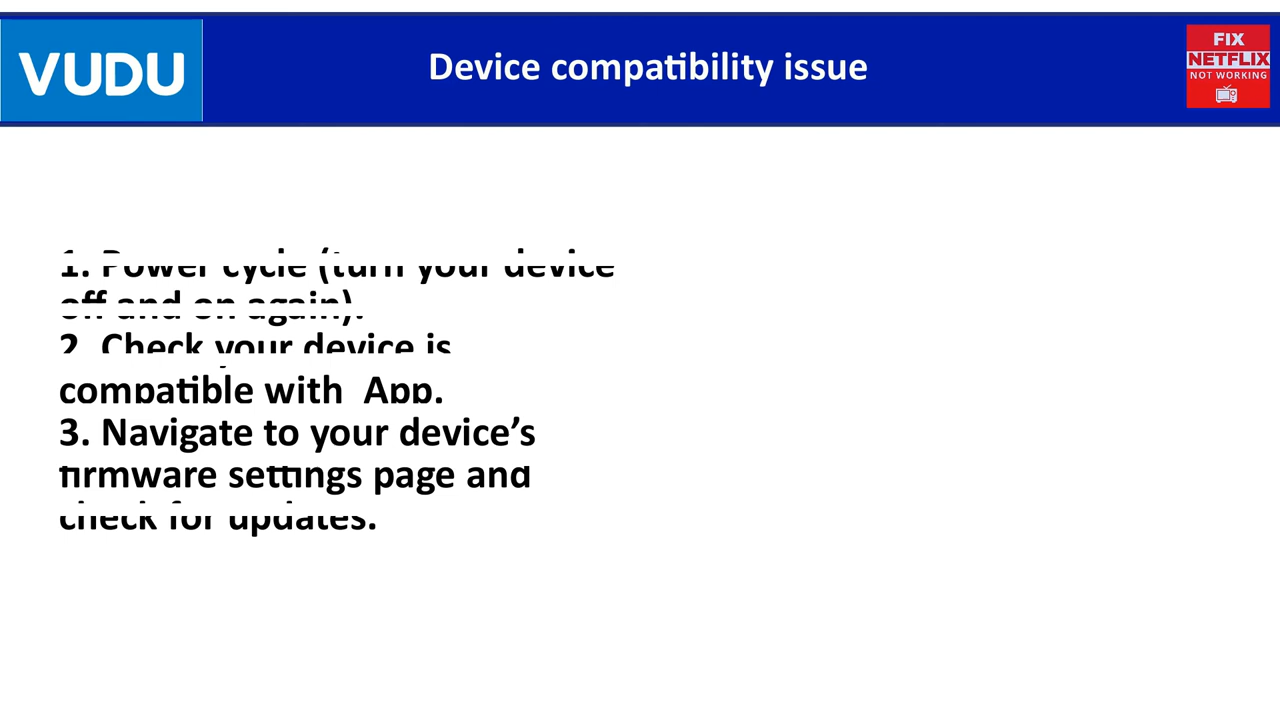 VUDU
Device compatibility issue
FIX
NETFLIX
NOT WORKING
1. Power cycle (turn your device
off and on again).
2. Check your device is
compatible with  App.
3. Navigate to your device’s
firmware settings page and
check for updates.